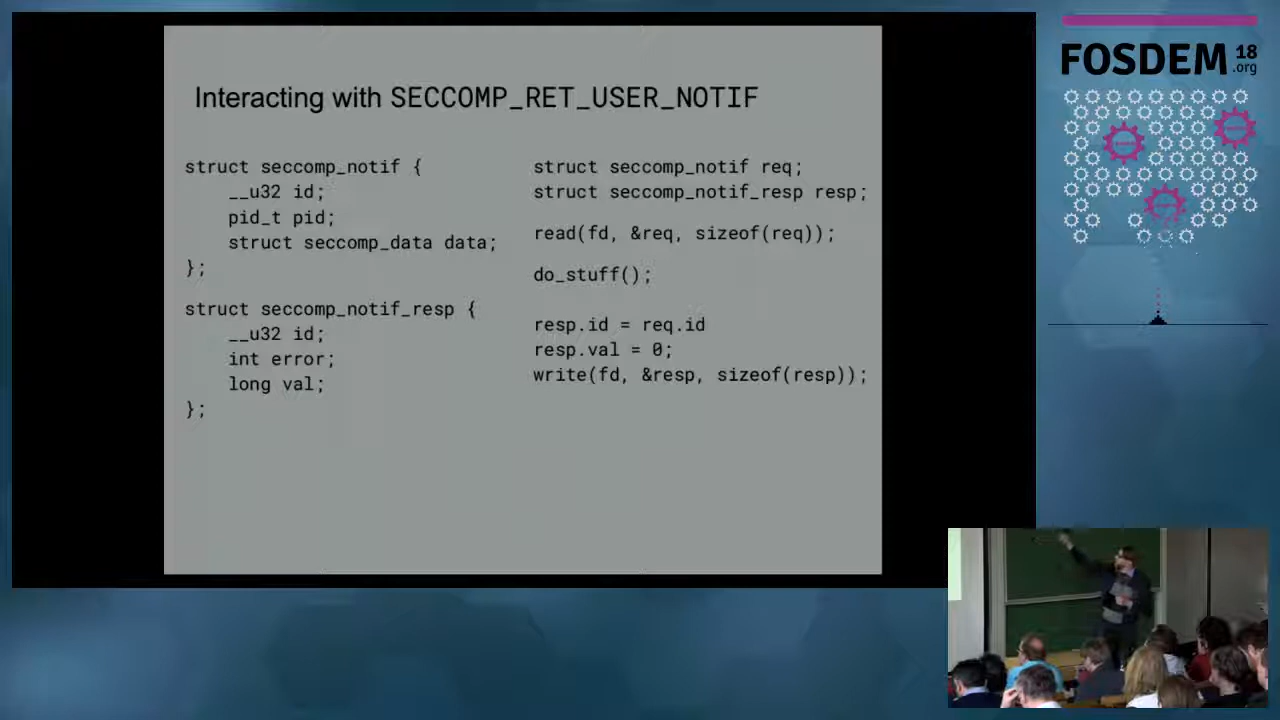 Interacting with SECCOMP_RET_USER_NOTIF
struct seccomp_notif {
__u32 id;
pid_t pid;
struct seccomp_data data;
};
struct seccomp_notif_resp {
__u32 id;
int error;
long val;
};
struct seccomp_notif req;
struct seccomp_notif_resp resp;
read(fd, &req, sizeof(req));
do_stuff();
resp.id = req.id
resp.val = 0;
write(fd, &resp, sizeof(resp));
FOSDEM 18
.org